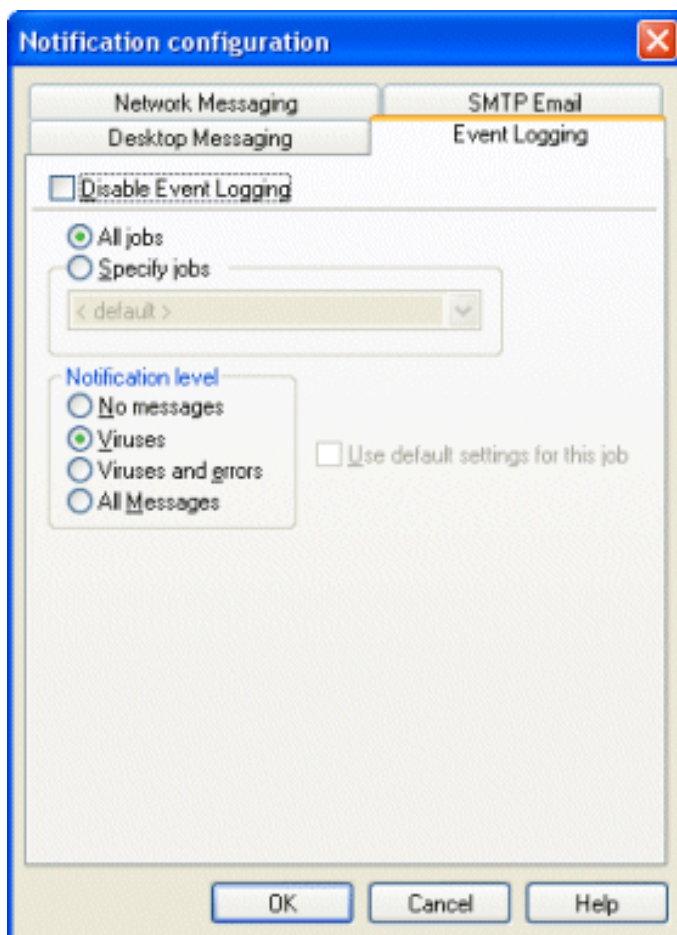 Notification configuration
Network Messaging
SMTP Email
Desktop Messaging
Event Logging
Disable Event Logging
All jobs
Specify jobs
< default >
Notification level
No messages
Viruses
Viruses and errors
All Messages
Use default settings for this job
OK
Cancel
Help